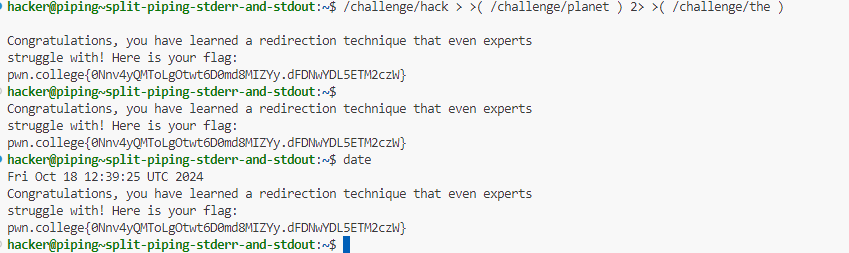 hacker@piping~split-piping-stderr-and-stdout:~$ /challenge/hack > >( /challenge/planet ) 2> >( /challenge/the )
Congratulations, you have learned a redirection technique that even experts
struggle with! Here is your flag:
pwn.college{0Nnv4yQMToLgOtwt6D0md8MIZYy.dFDNwYDL5ETM2czW}
hacker@piping~split-piping-stderr-and-stdout:~$
Congratulations, you have learned a redirection technique that even experts
struggle with! Here is your flag:
pwn.college{0Nnv4yQMToLgOtwt6D0md8MIZYy.dFDNwYDL5ETM2czW}
hacker@piping~split-piping-stderr-and-stdout:~$ date
Fri Oct 18 12:39:25 UTC 2024
Congratulations, you have learned a redirection technique that even experts
struggle with! Here is your flag:
pwn.college{0Nnv4yQMToLgOtwt6D0md8MIZYy.dFDNwYDL5ETM2czW}
hacker@piping~split-piping-stderr-and-stdout:~$